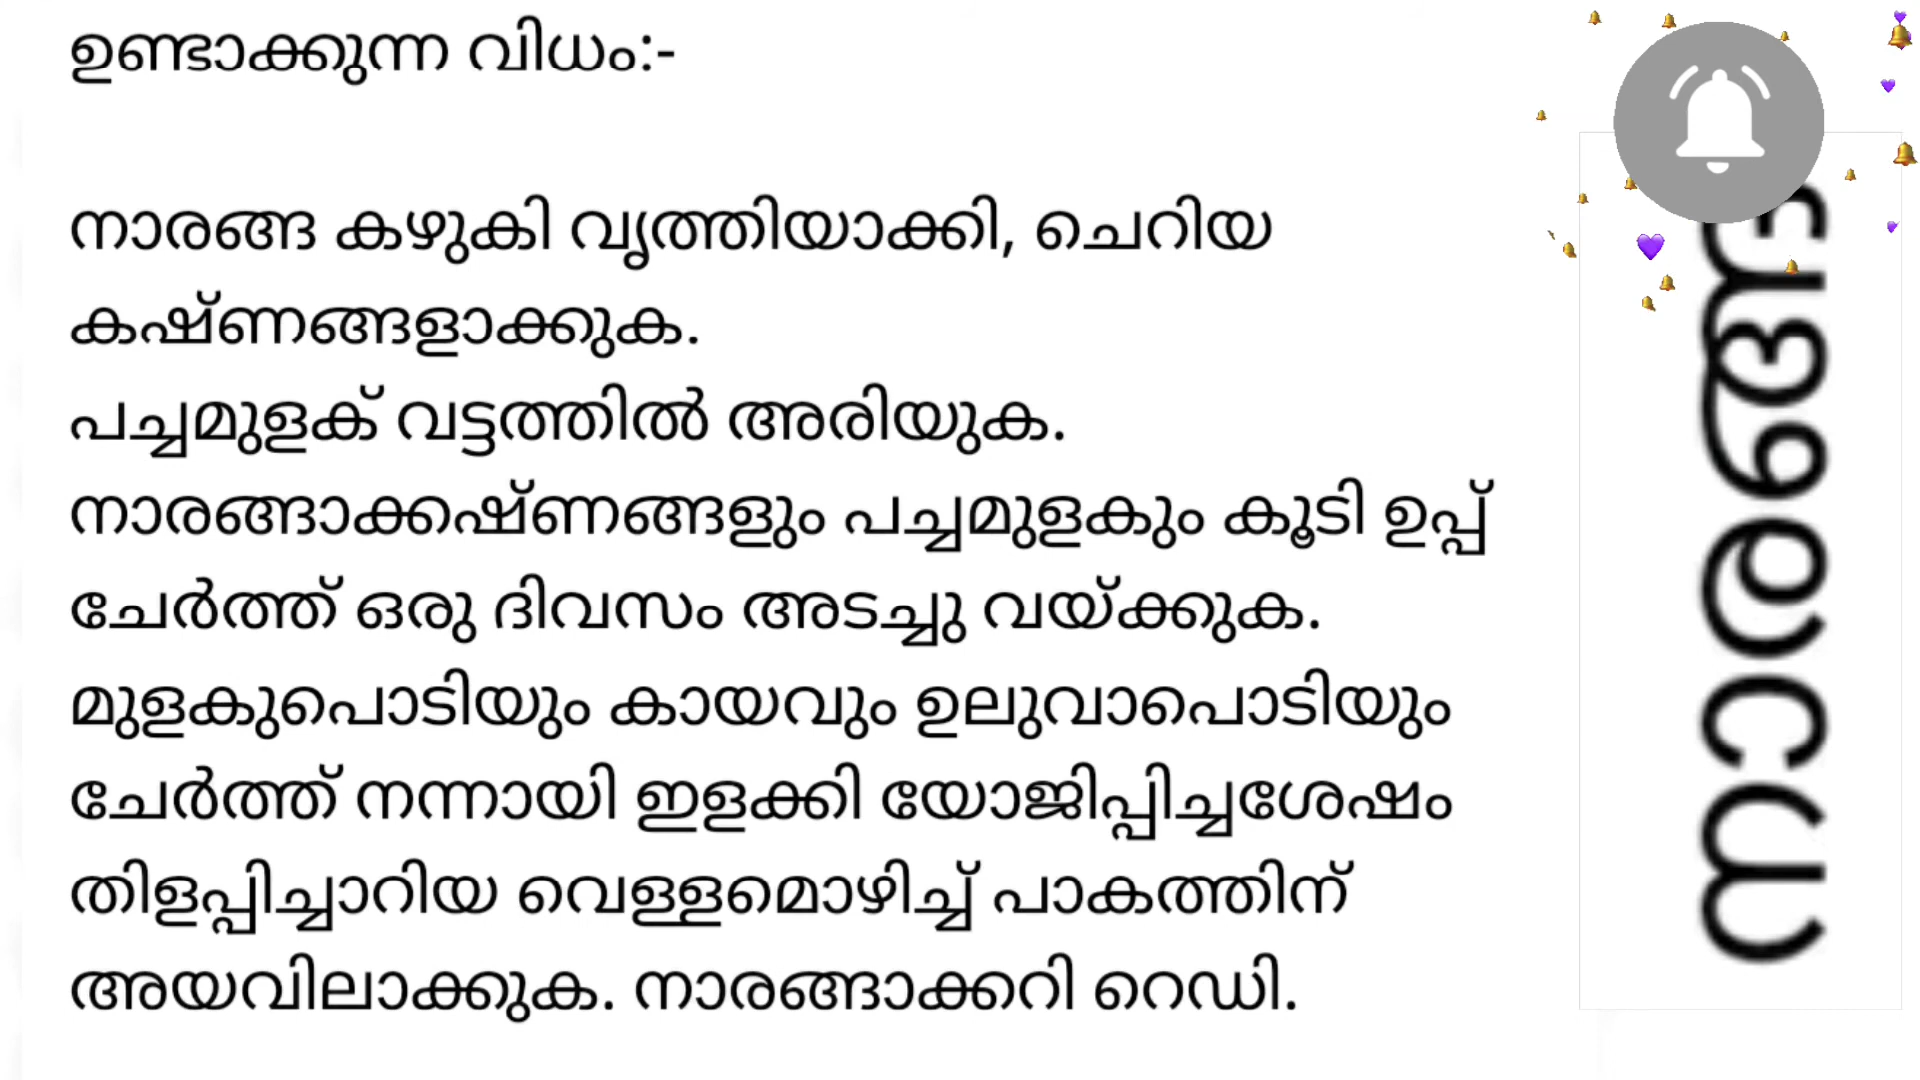 ഉണ്ടാക്കുന്ന വിധം:-
നാരങ്ങ കഴുകി വൃത്തിയാക്കി, ചെറിയ
കഷ്ണങ്ങളാക്കുക.
പച്ചമുളക് വട്ടത്തിൽ അരിയുക.
നാരങ്ങാക്കഷ്ണങ്ങളും പച്ചമുളകും കൂടി ഉപ്പ്
ചേർത്ത് ഒരു ദിവസം അടച്ചു വയ്ക്കുക.
മുളകുപൊടിയും കായവും ഉലുവാപൊടിയും
ചേർത്ത് നന്നായി ഇളക്കി യോജിപ്പിച്ചശേഷം
തിളപ്പിച്ചാറിയ വെള്ളമൊഴിച്ച് പാകത്തിന്
അയവിലാക്കുക. നാരങ്ങാക്കറി റെഡി.